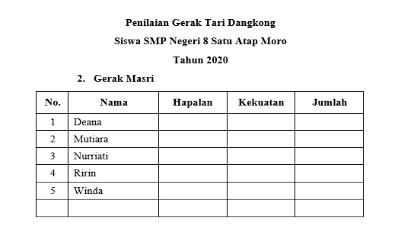 Penilaian Gerak Tari Dangkong
Siswa SMP Negeri 8 Satu Atap Moro
Tahun 2020
2. Gerak Masri
No. Nama Hapalan Kekuatan Jumlah
1 Deana
2 Mutiara
3 Nurriati
4 Ririn
5 Winda